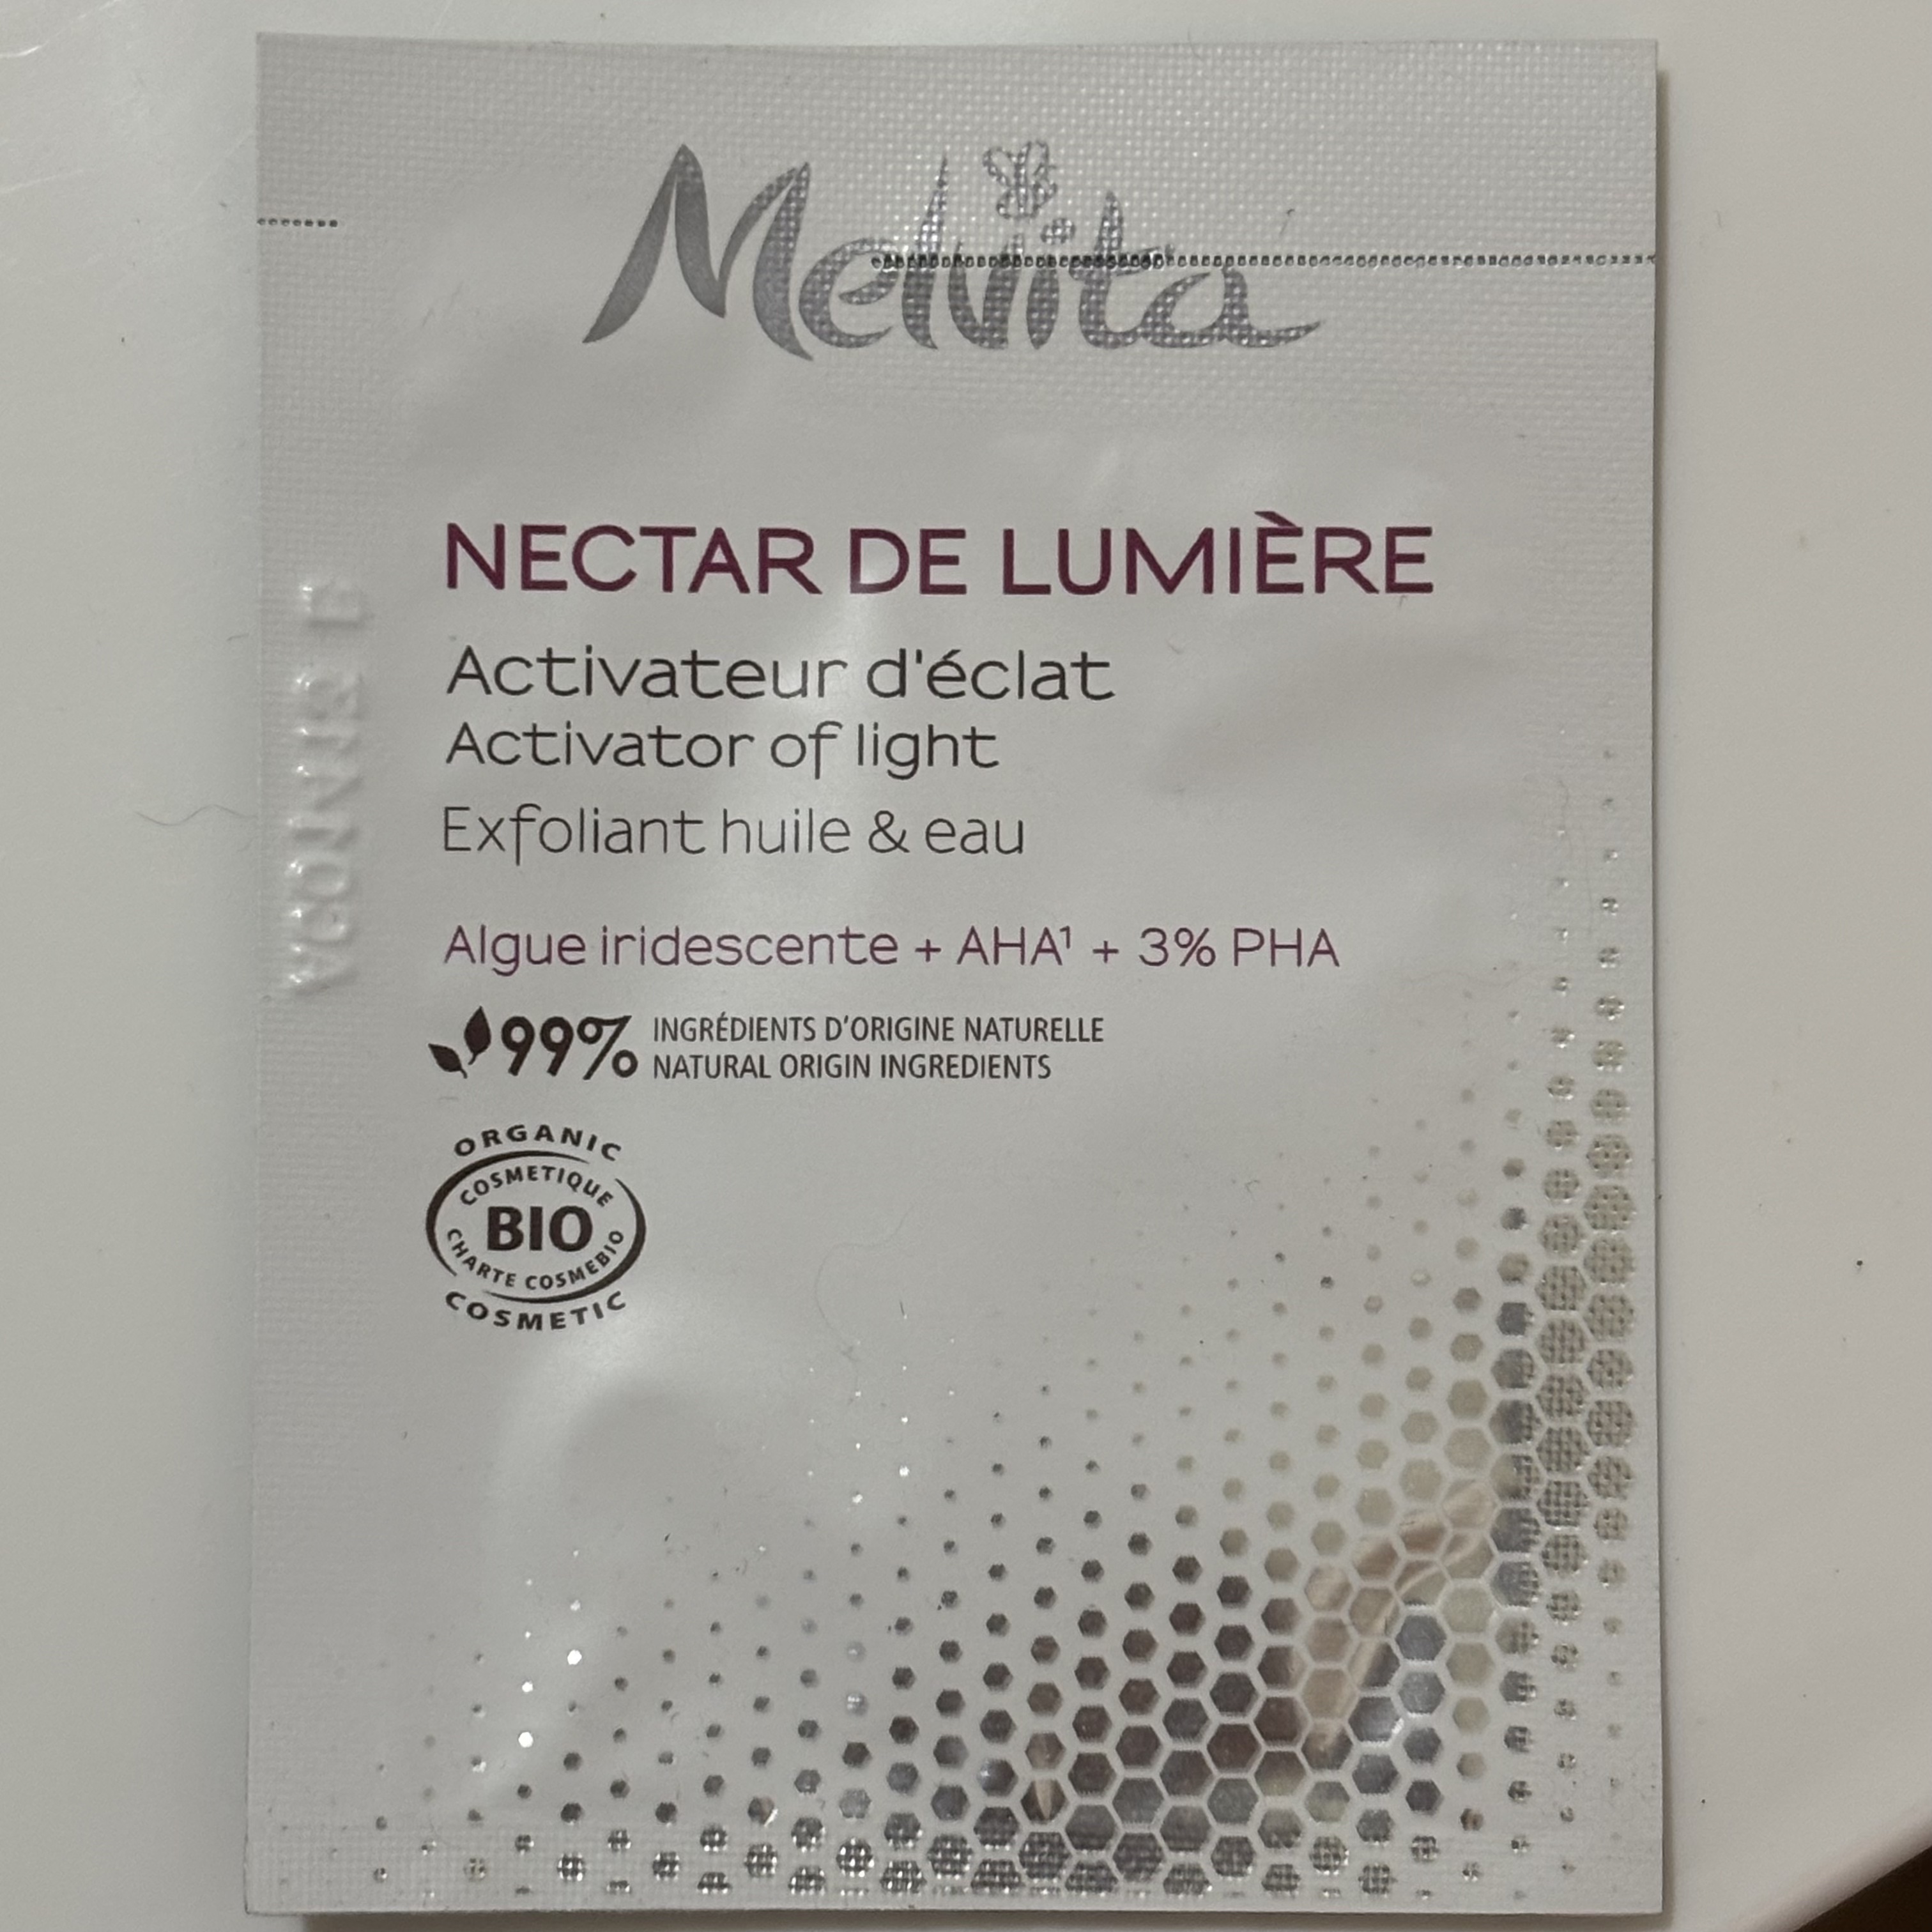 Melvita
NECTAR DE LUMIÈRE
Activateur d'éclat
Activator of light
Exfoliant huile & eau
Algue iridescente + AHA¹ + 3% PHA
99% INGRÉDIENTS D'ORIGINE NATURELLE
NATURAL ORIGIN INGREDIENTS
ORGANIC
COSMETIQUE
BIO
CHARTE COSMEBIO
COSMETIC